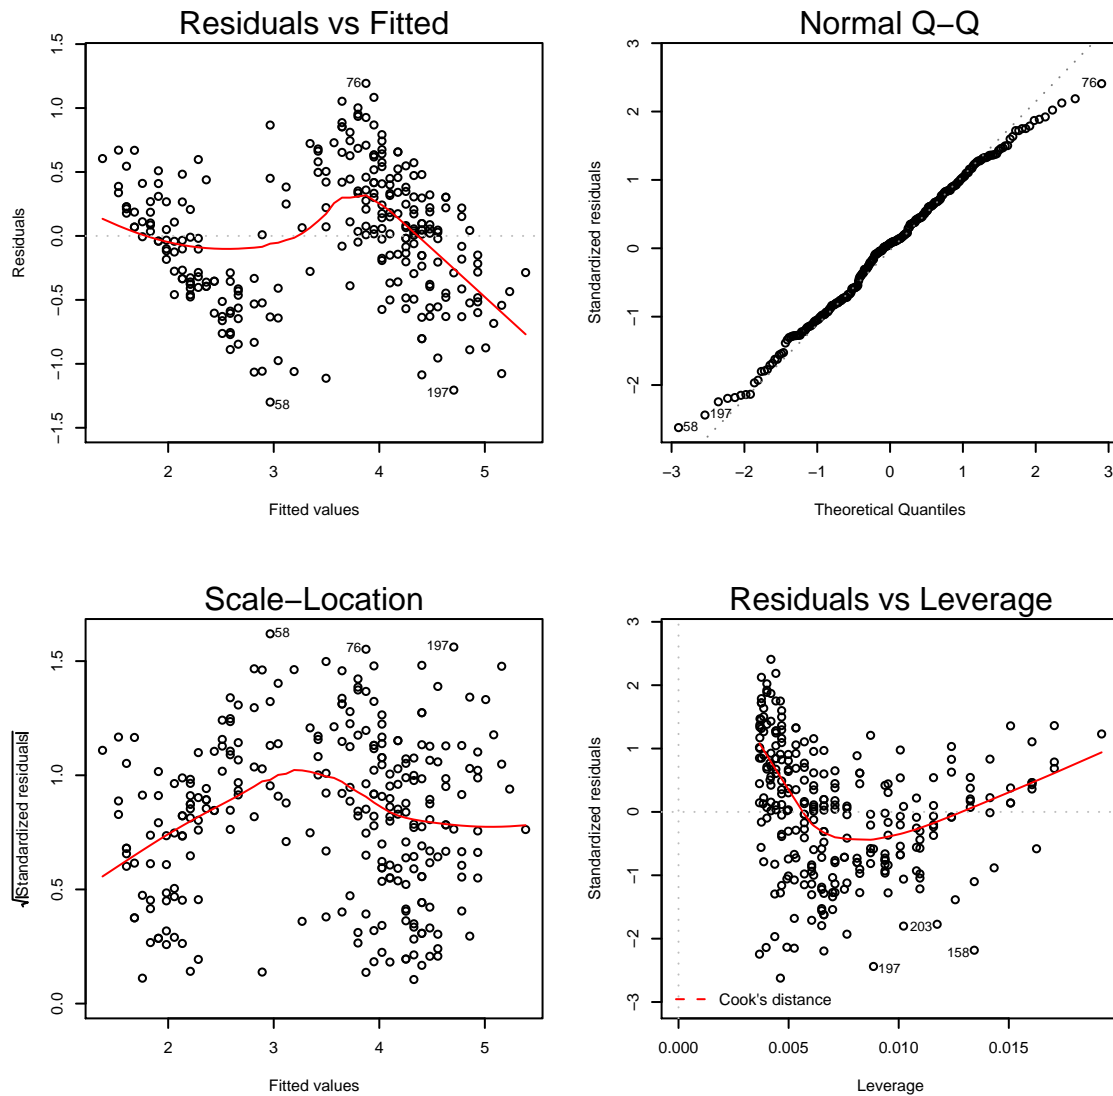 Residuals vs Fitted
1.5
1.0
0.5
0.0
−0.5
−1.0
−1.5
Residuals
76
58
197
2 3 4 5
Fitted values
Normal Q−Q
3
2
1
0
−1
−2
Standardized residuals
76
197
58
−3 −2 −1 0 1 2 3
Theoretical Quantiles
Scale−Location
1.5
1.0
0.5
0.0
√|Standardized residuals|
58
76
197
2 3 4 5
Fitted values
Residuals vs Leverage
3
2
1
0
−1
−2
−3
Standardized residuals
203
158
197
Cook's distance
0.000 0.005 0.010 0.015
Leverage